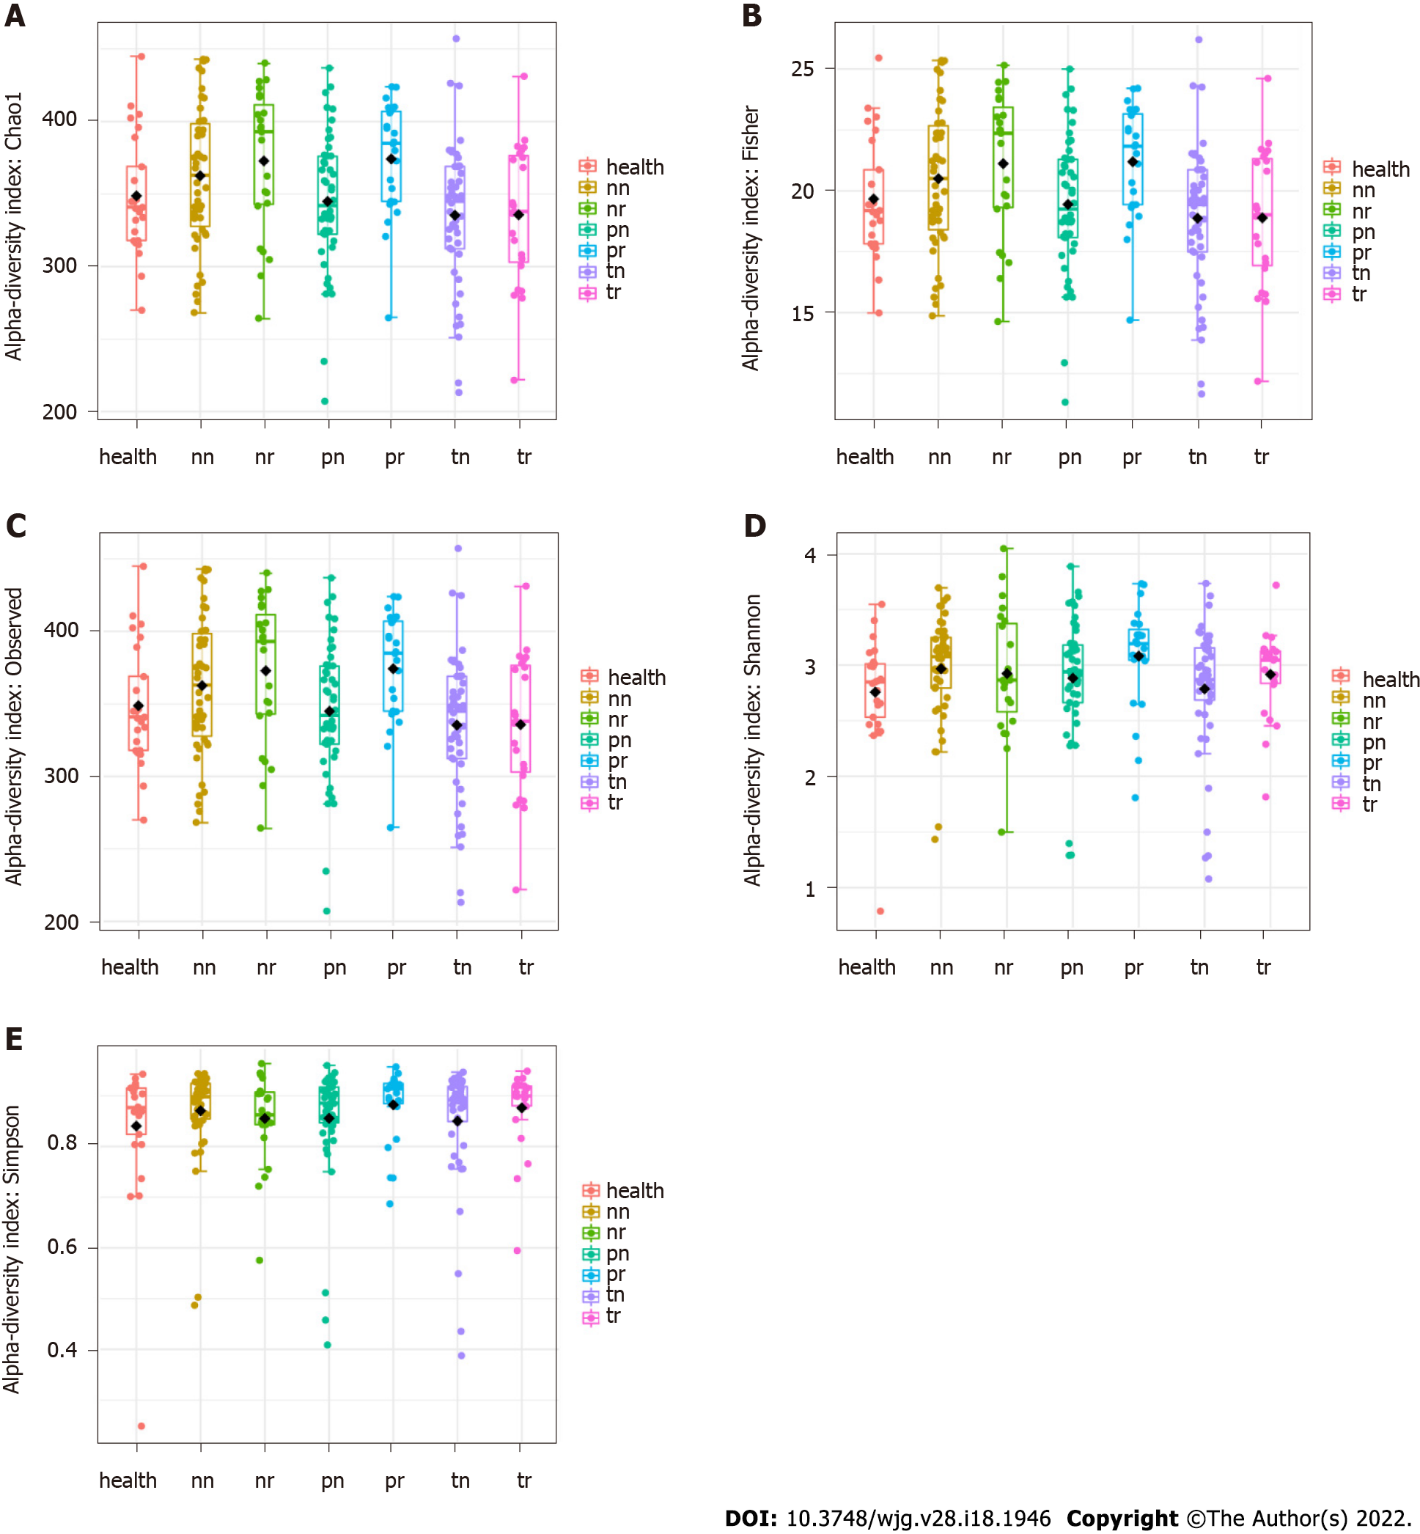 A
Alpha-diversity index: Chao1
400
300
200
health nn nr pn pr tn tr
health
nn
nr
pn
pr
tn
tr
B
Alpha-diversity index: Fisher
25
20
15
health nn nr pn pr tn tr
health
nn
nr
pn
pr
tn
tr
C
Alpha-diversity index: Observed
400
300
200
health nn nr pn pr tn tr
health
nn
nr
pn
pr
tn
tr
D
Alpha-diversity index: Shannon
4
3
2
1
health nn nr pn pr tn tr
health
nn
nr
pn
pr
tn
tr
E
Alpha-diversity index: Simpson
0.8
0.6
0.4
health nn nr pn pr tn tr
health
nn
nr
pn
pr
tn
tr
DOI: 10.3748/wjg.v28.i18.1946 Copyright ©The Author(s) 2022.